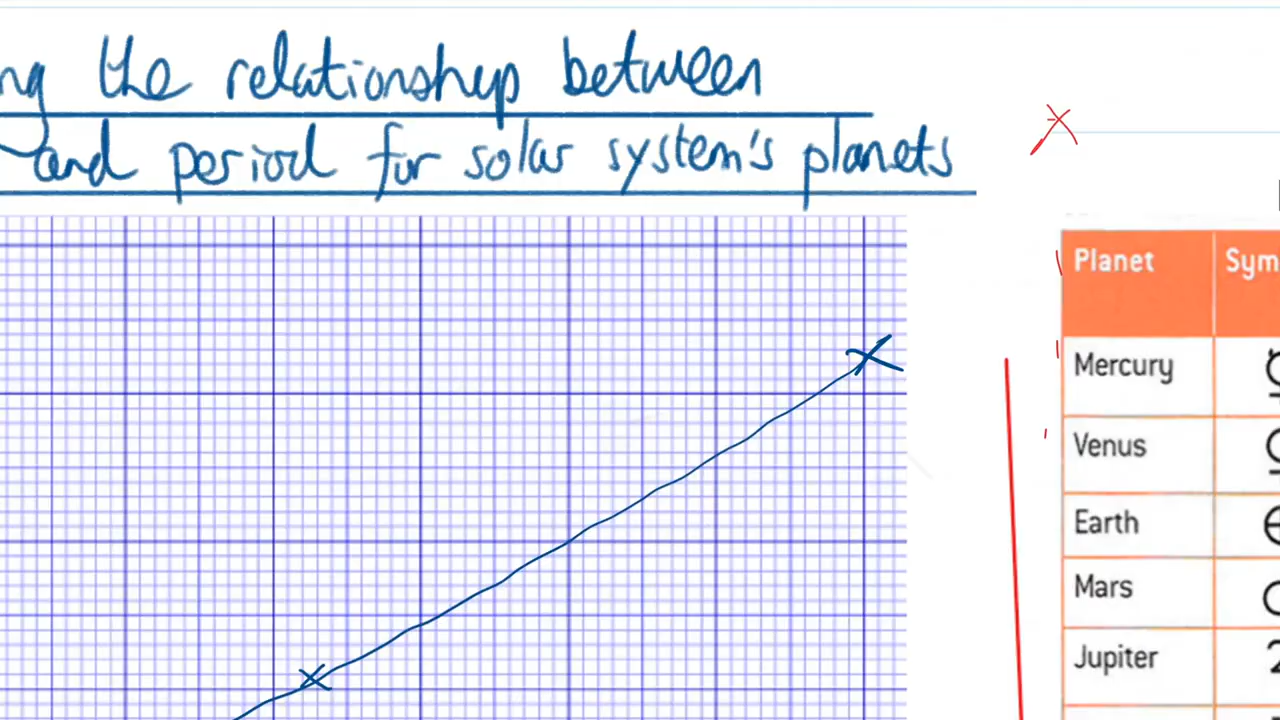 ng the relationship between
and period for solar system's planets
Planet Sym
Mercury
Venus
Earth
Mars
Jupiter